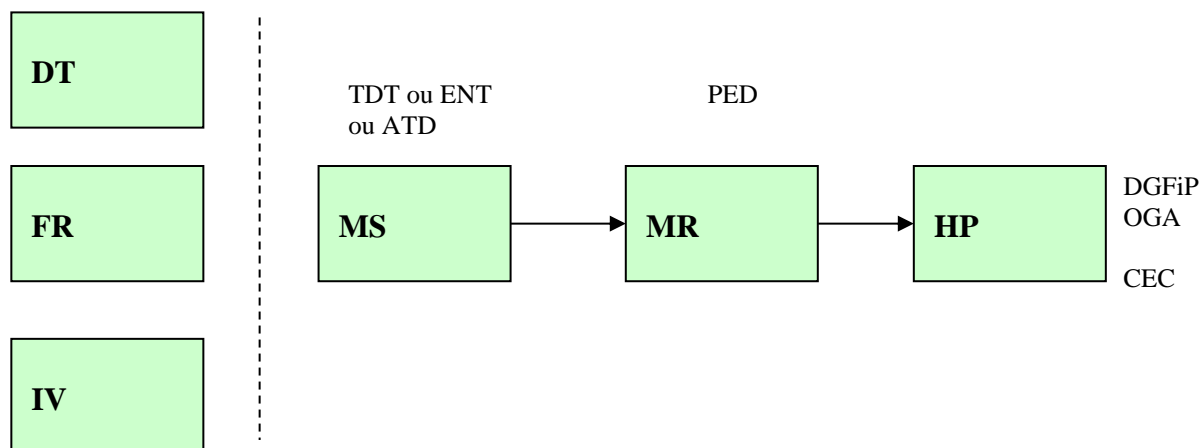 DT
TDT ou ENT
ou ATD
PED
FR
MS
MR
HP
DGFiP
OGA
CEC
IV